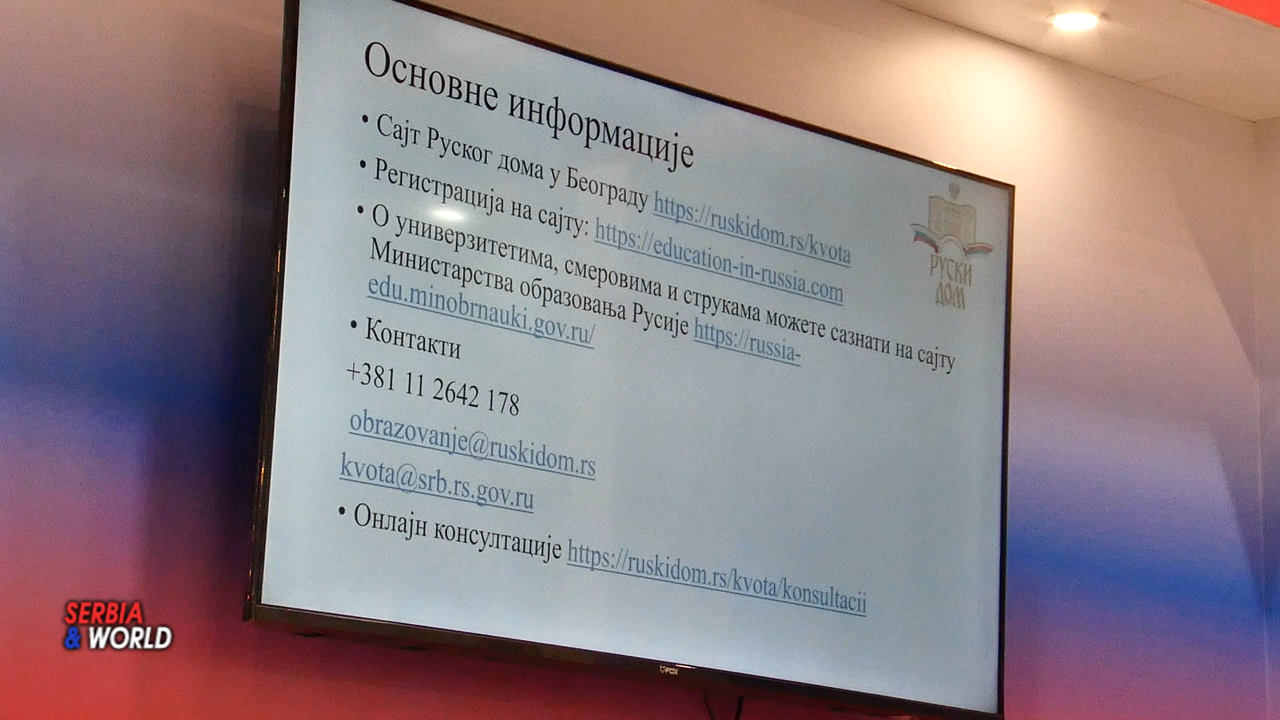 Основне информације
• Сајт Руског дома у Београду https://ruskidom.rs/kvota
• Регистрација на сајту: https://education-in-russia.com
• О универзитетима, смеровима и струкама можете сазнати на сајту
Министарства образовања Русије https://russia-
edu.minobrnauki.gov.ru/
• Контакти
+381 11 2642 178
obrazovanje@ruskidom.rs
kvota@srb.rs.gov.ru
• Онлајн консултације https://ruskidom.rs/kvota/konsultacii
РУСКИ
ДОМ
FOX
SERBIA
& WORLD